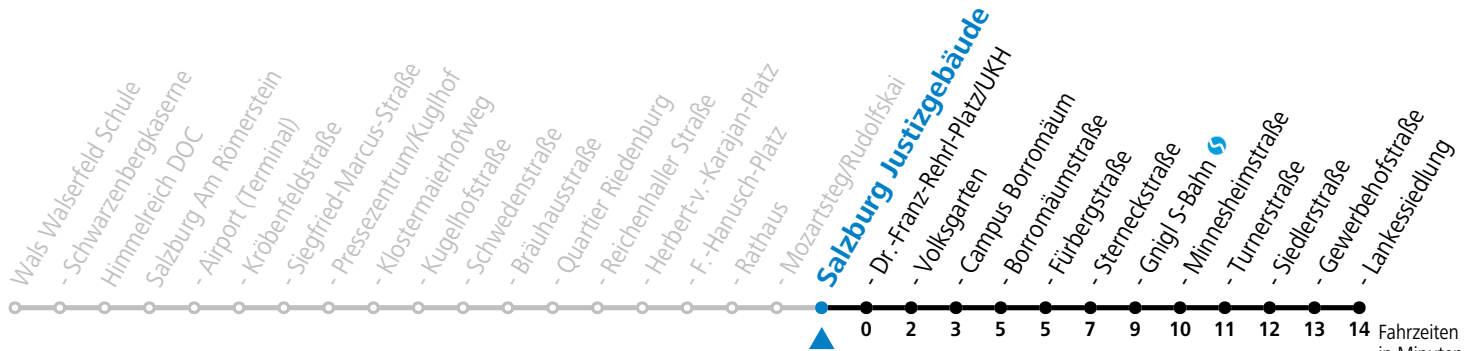 Wals Walserfeld Schule
- Schwarzenbergkaserne
Himmelreich DOC
Salzburg Am Römerstein
- Airport (Terminal)
- Kröbenfeldstraße
- Siegfried-Marcus-Straße
- Pressezentrum/Kuglhof
- Klostermaierhofweg
- Kugelhofstraße
- Schwedenstraße
- Bräuhausstraße
- Quartier Riedenburg
- Reichenhaller Straße
- Herbert-v.-Karajan-Platz
- F.-Hanusch-Platz
- Rathaus
- Mozartsteg/Rudolfskai
Salzburg Justizgebäude
- Dr.-Franz-Rehrl-Platz/UKH
- Volksgarten
- Campus Borromäum
- Borromäumstraße
- Fürbergstraße
- Sterneckstraße
- Gnigl S-Bahn
- Minnesheimstraße
- Turnerstraße
- Siedlerstraße
- Gewerbehofstraße
- Lankessiedlung
0 2 3 5 5 7 9 10 11 12 13 14 Fahrzeiten
in Minuten